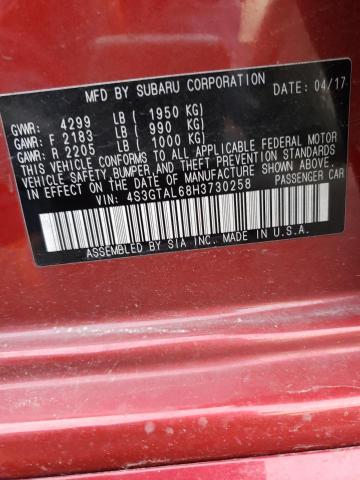 MFD BY SUBARU CORPORATION DATE: 04/17
GVWR: 4299 LB ( 1950 KG)
GAWR: F 2183 LB ( 990 KG)
GAWR: R 2205 LB ( 1000 KG)
THIS VEHICLE CONFORMS TO ALL APPLICABLE FEDERAL MOTOR
VEHICLE SAFETY,BUMPER,AND THEFT PREVENTION STANDARDS
IN EFFECT ON THE DATE OF MANUFACTURE SHOWN ABOVE.
VIN: 4S3GTAL68H3730258 PASSENGER CAR
ASSEMBLED BY SIA INC. MADE IN U.S.A.